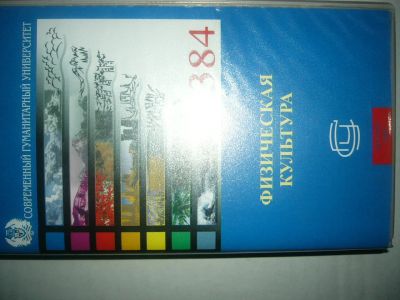 СОВРЕМЕННЫЙ ГУМАНИТАРНЫЙ УНИВЕРСИТЕТ
384
ФИЗИЧЕСКАЯ
КУЛЬТУРА